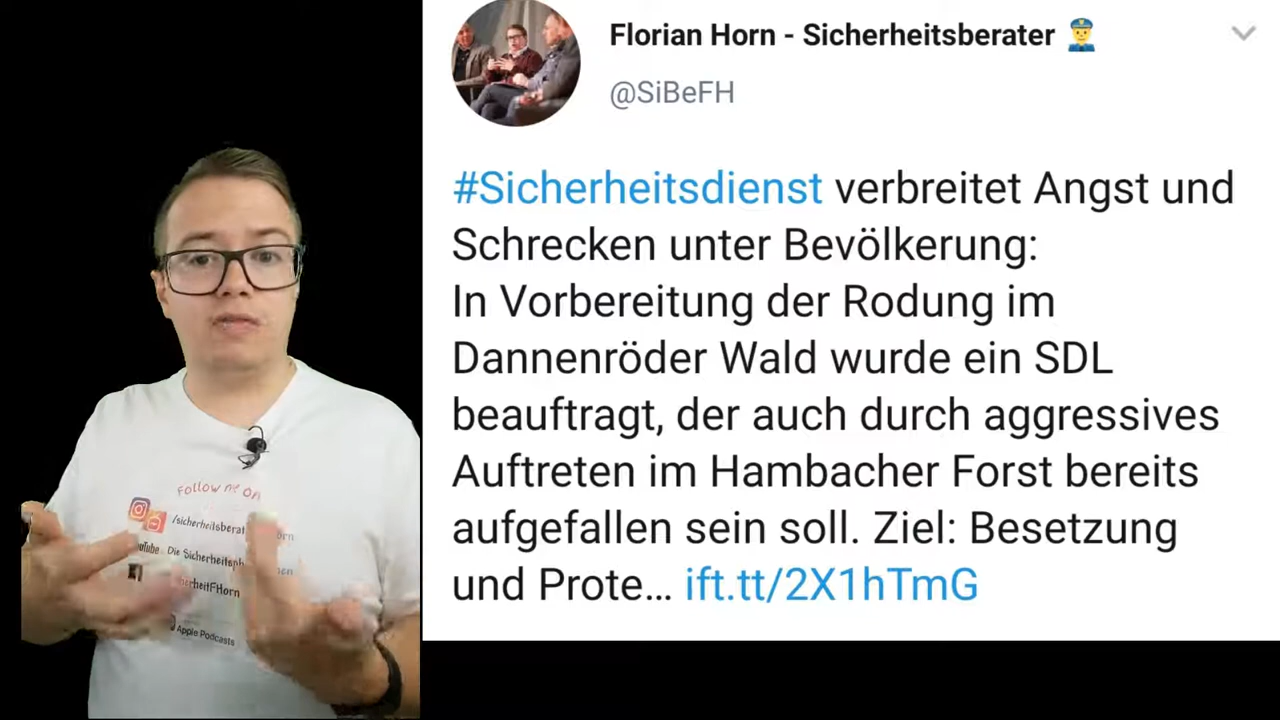 Florian Horn - Sicherheitsberater
@SiBeFH
#Sicherheitsdienst verbreitet Angst und
Schrecken unter Bevölkerung:
In Vorbereitung der Rodung im
Dannenröder Wald wurde ein SDL
beauftragt, der auch durch aggressives
Auftreten im Hambacher Forst bereits
aufgefallen sein soll. Ziel: Besetzung
und Prote… ift.tt/2X1hTmG
Follow me on
Die
Apple Podcasts